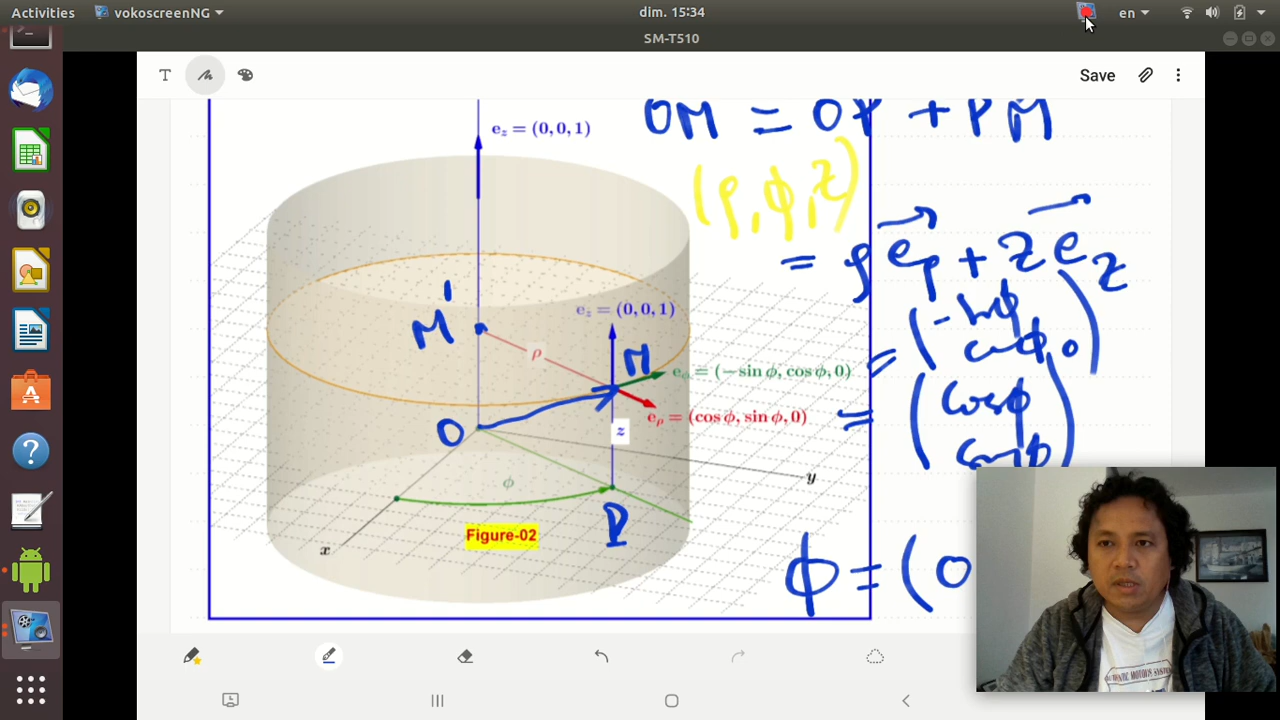 Activities vokoscreenNG dim. 15:34 en
SM-T510
T Save
OM = OP + PM
e_z = (0, 0, 1)
(ρ, φ, z)
= ρ e_ρ + z e_z
M'
e_z = (0, 0, 1)
ρ
M
e_φ = (−sin φ, cos φ, 0)
e_ρ = (cos φ, sin φ, 0)
O
z
= (cosφ
y
φ
P
Figure-02
x
φ = (0